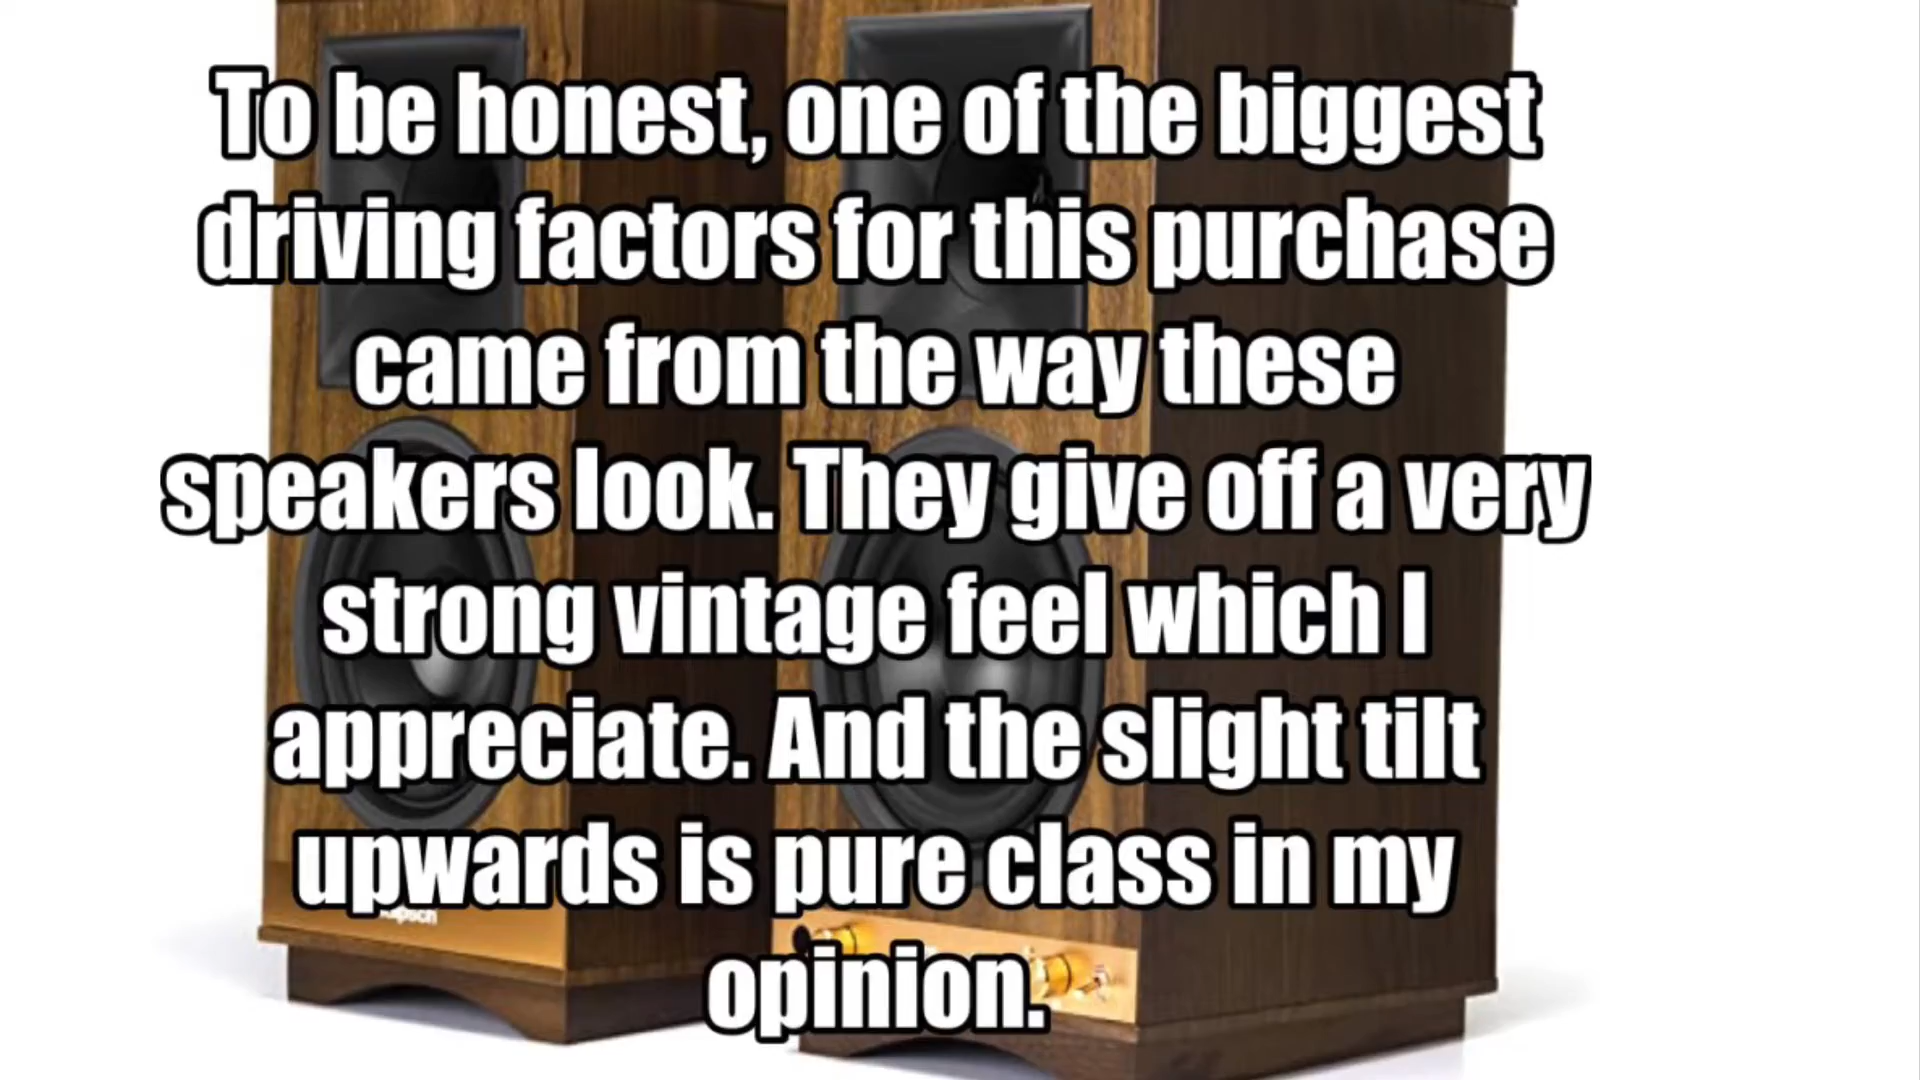 To be honest, one of the biggest
driving factors for this purchase
came from the way these
speakers look. They give off a very
strong vintage feel which I
appreciate. And the slight tilt
upwards is pure class in my
opinion.